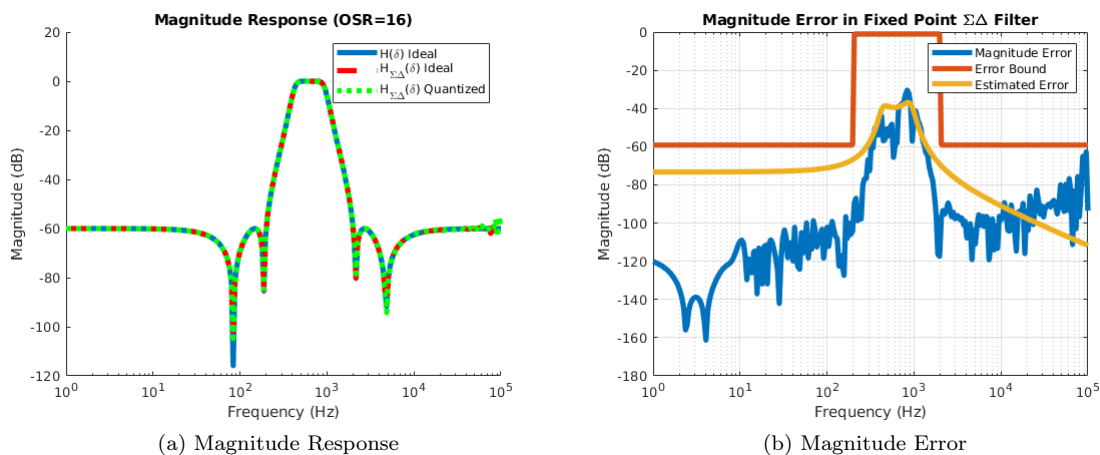 Magnitude Response (OSR=16)
20
0
-20
-40
-60
-80
-100
-120
Magnitude (dB)
H(δ) Ideal
H_ΣΔ(δ) Ideal
H_ΣΔ(δ) Quantized
10^0 10^1 10^2 10^3 10^4 10^5
Frequency (Hz)
(a) Magnitude Response
Magnitude Error in Fixed Point ΣΔ Filter
0
-20
-40
-60
-80
-100
-120
-140
-160
-180
Magnitude (dB)
Magnitude Error
Error Bound
Estimated Error
10^0 10^1 10^2 10^3 10^4 10^5
Frequency (Hz)
(b) Magnitude Error